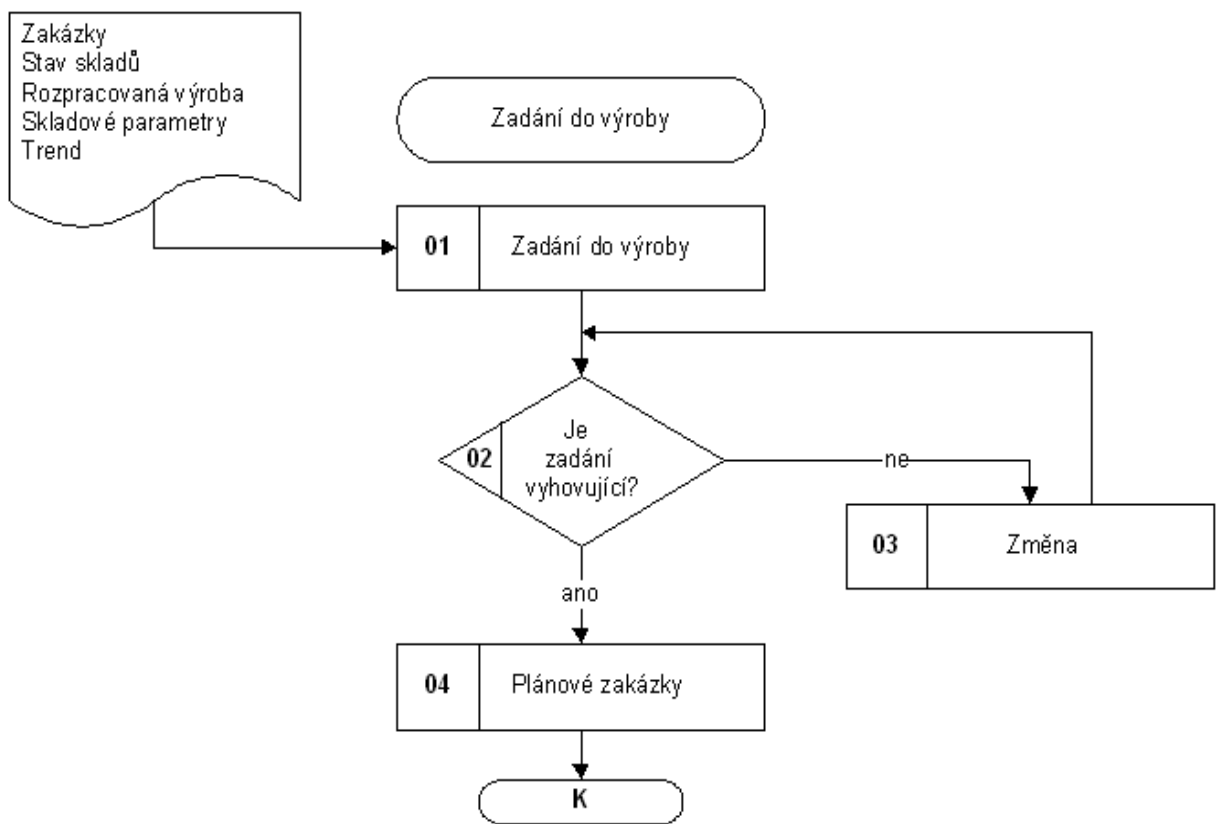 Zakázky
Stav skladů
Rozpracovaná výroba
Skladové parametry
Trend
Zadání do výroby
01 Zadání do výroby
02 Je
zadání
vyhovující?
ne
03 Změna
ano
04 Plánové zakázky
K